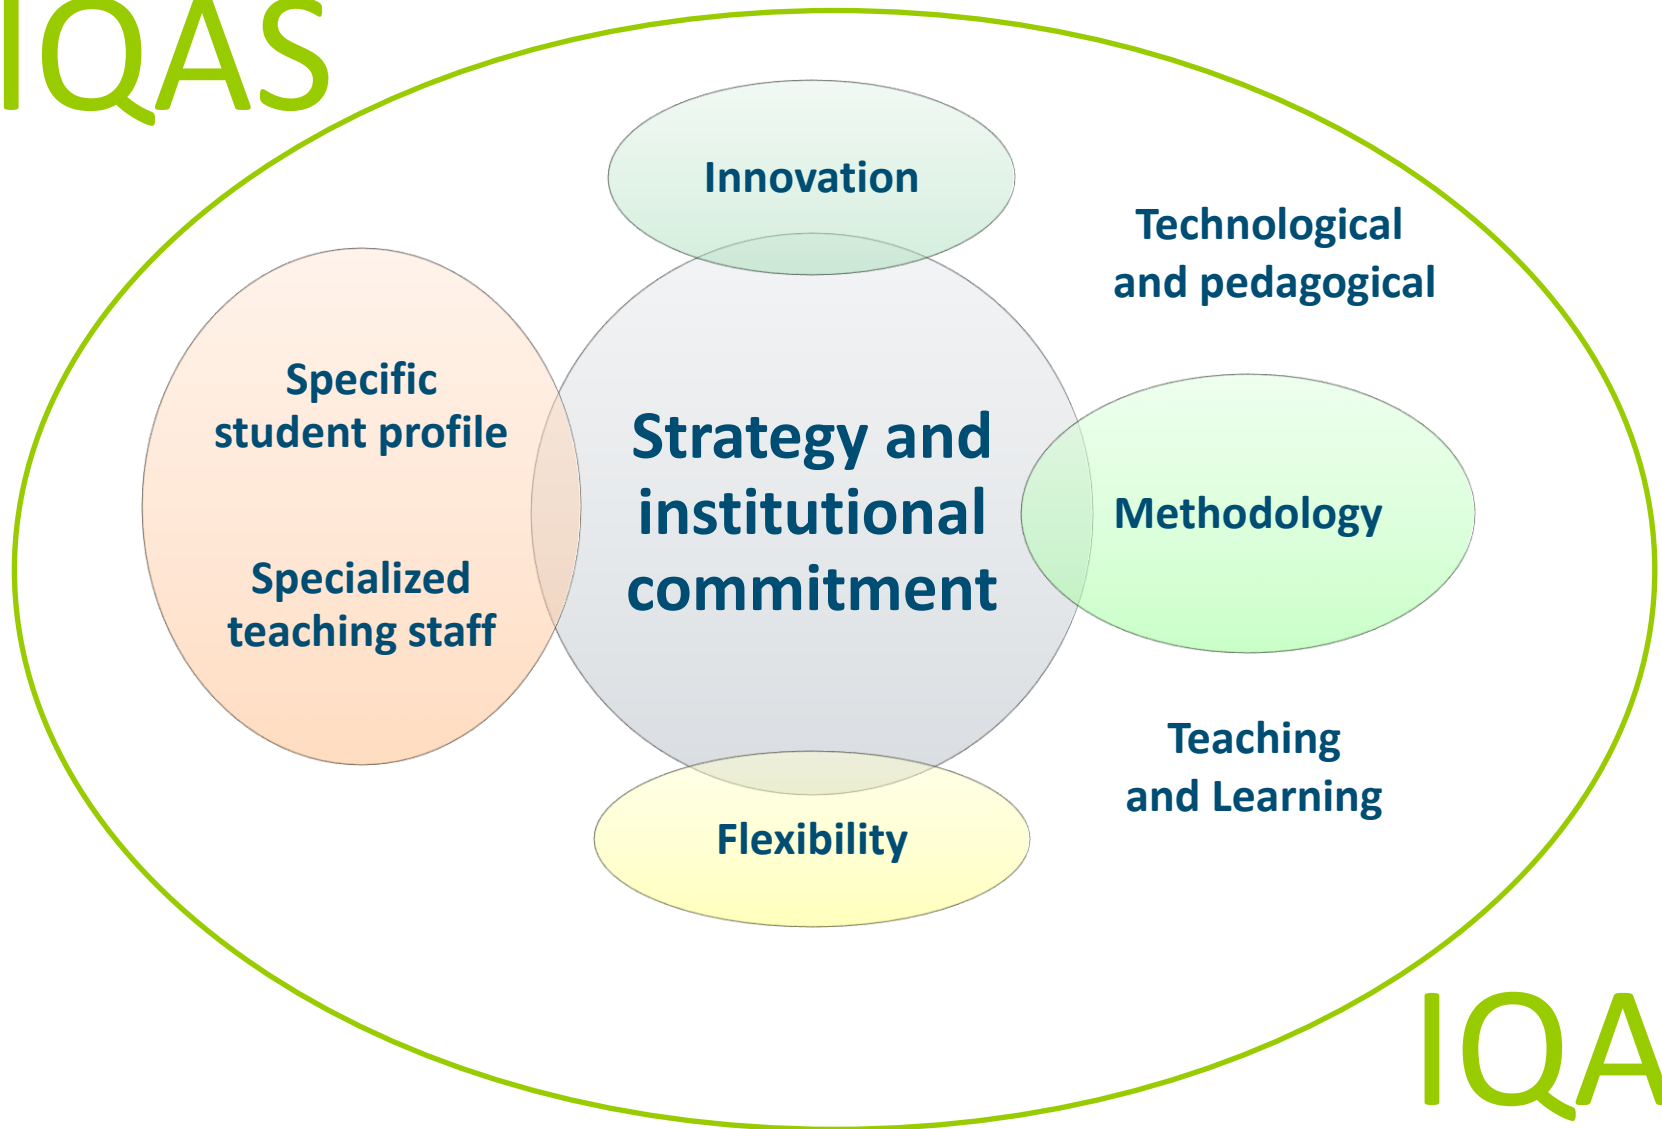 IQAS
Innovation
Technological
and pedagogical
Specific
student profile
Strategy and
institutional
commitment
Methodology
Specialized
teaching staff
Teaching
and Learning
Flexibility
IQA